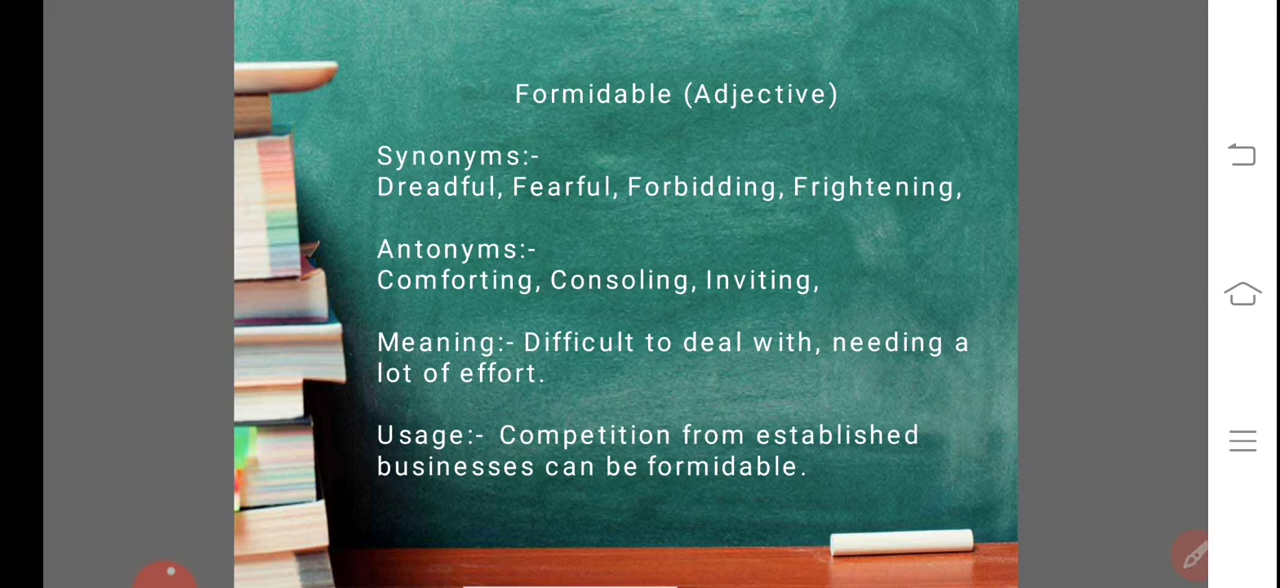 Formidable (Adjective)
Synonyms:-
Dreadful, Fearful, Forbidding, Frightening,
Antonyms:-
Comforting, Consoling, Inviting,
Meaning:- Difficult to deal with, needing a
lot of effort.
Usage:- Competition from established
businesses can be formidable.